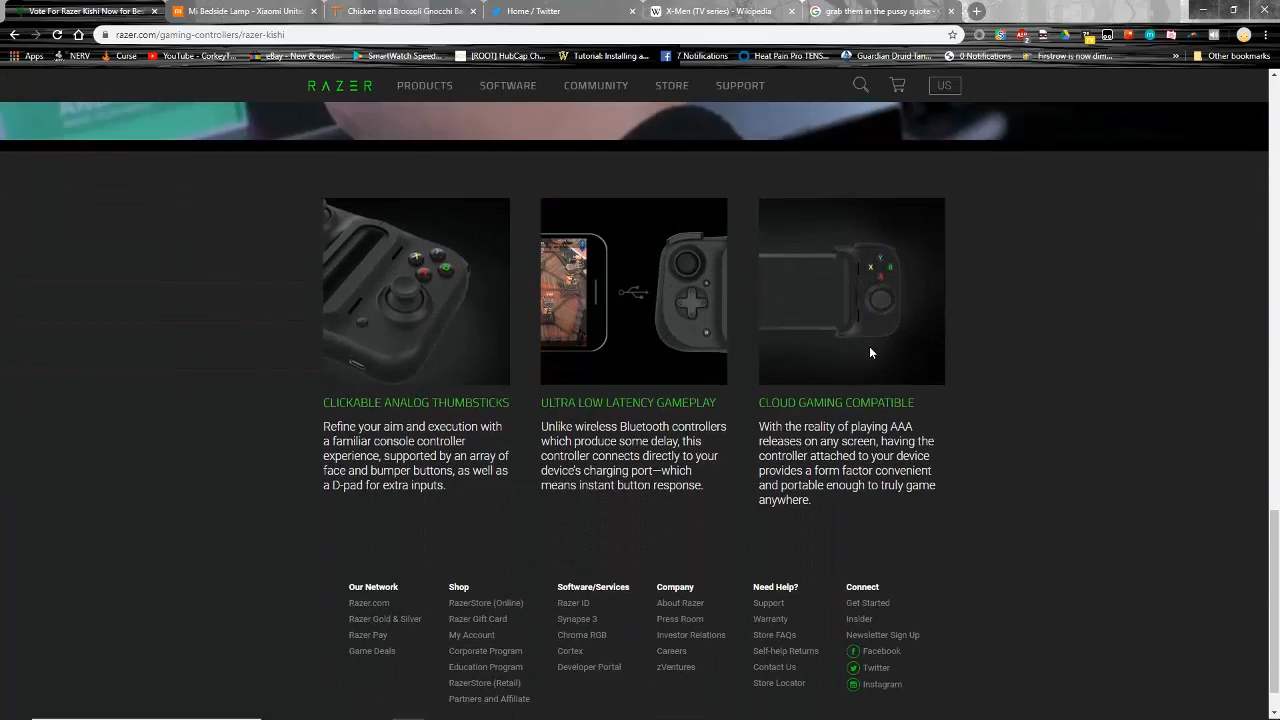 Vote For Razer Kishi Now for Be
Mi Bedside Lamp – Xiaomi Unite
Chicken and Broccoli Gnocchi B
Home / Twitter
X-Men (TV series) - Wikipedia
grab them in the pussy quote -
razer.com/gaming-controllers/razer-kishi
Apps
NERV
Curse
YouTube - GorkeyT...
eBay - New & used...
SmartWatch Speed...
[ROOT] HubCap Ch...
Tutorial: Installing a...
7 Notifications
Heat Pain Pro TENS...
Guardian Druid Tan...
0 Notifications
Firstrow is now dim...
»
Other bookmarks
RAZER
PRODUCTS
SOFTWARE
COMMUNITY
STORE
SUPPORT
US
X
Y
B
X
Y
B
A
CLICKABLE ANALOG THUMBSTICKS
Refine your aim and execution with
a familiar console controller
experience, supported by an array of
face and bumper buttons, as well as
a D-pad for extra inputs.
ULTRA LOW LATENCY GAMEPLAY
Unlike wireless Bluetooth controllers
which produce some delay, this
controller connects directly to your
device's charging port—which
means instant button response.
CLOUD GAMING COMPATIBLE
With the reality of playing AAA
releases on any screen, having the
controller attached to your device
provides a form factor convenient
and portable enough to truly game
anywhere.
Our Network
Razer.com
Razer Gold & Silver
Razer Pay
Game Deals
Shop
RazerStore (Online)
Razer Gift Card
My Account
Corporate Program
Education Program
RazerStore (Retail)
Partners and Affiliate
Software/Services
Razer ID
Synapse 3
Chroma RGB
Cortex
Developer Portal
Company
About Razer
Press Room
Investor Relations
Careers
zVentures
Need Help?
Support
Warranty
Store FAQs
Self-help Returns
Contact Us
Store Locator
Connect
Get Started
Insider
Newsletter Sign Up
Facebook
Twitter
Instagram